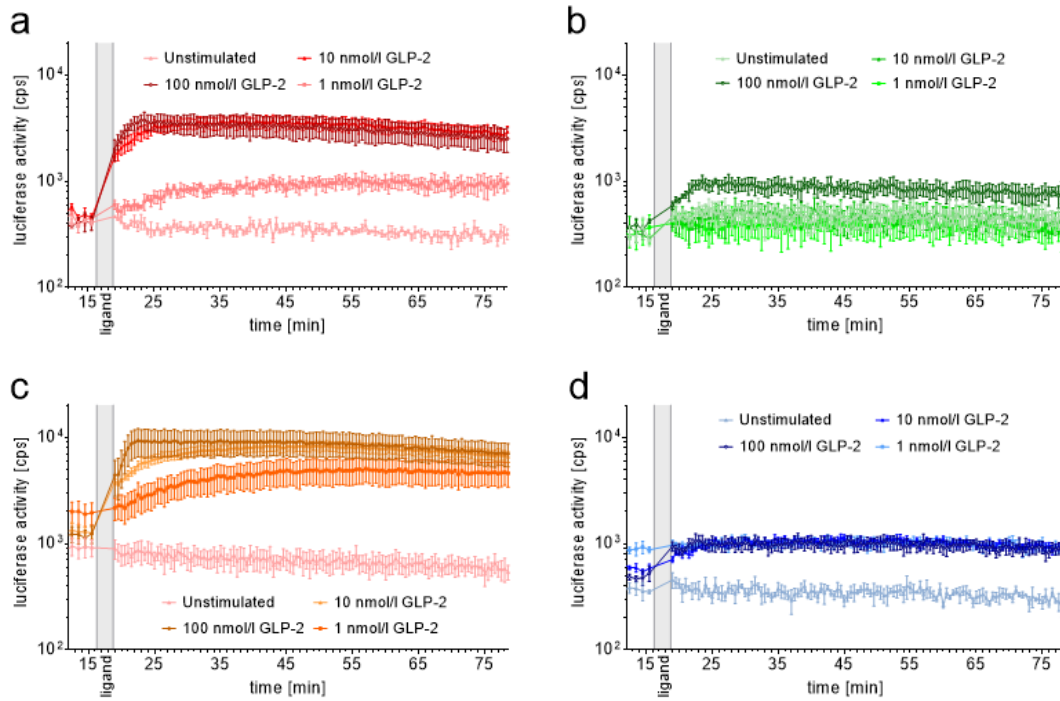 a
Unstimulated
10 nmol/l GLP-2
100 nmol/l GLP-2
1 nmol/l GLP-2
luciferase activity [cps]
10⁴
10³
10²
15 25 35 45 55 65 75
ligand
time [min]
b
Unstimulated
10 nmol/l GLP-2
100 nmol/l GLP-2
1 nmol/l GLP-2
luciferase activity [cps]
10⁴
10³
10²
15 25 35 45 55 65 75
ligand
time [min]
c
luciferase activity [cps]
10⁴
10³
10²
Unstimulated
10 nmol/l GLP-2
100 nmol/l GLP-2
1 nmol/l GLP-2
15 25 35 45 55 65 75
ligand
time [min]
d
Unstimulated
10 nmol/l GLP-2
100 nmol/l GLP-2
1 nmol/l GLP-2
luciferase activity [cps]
10⁴
10³
10²
15 25 35 45 55 65 75
ligand
time [min]